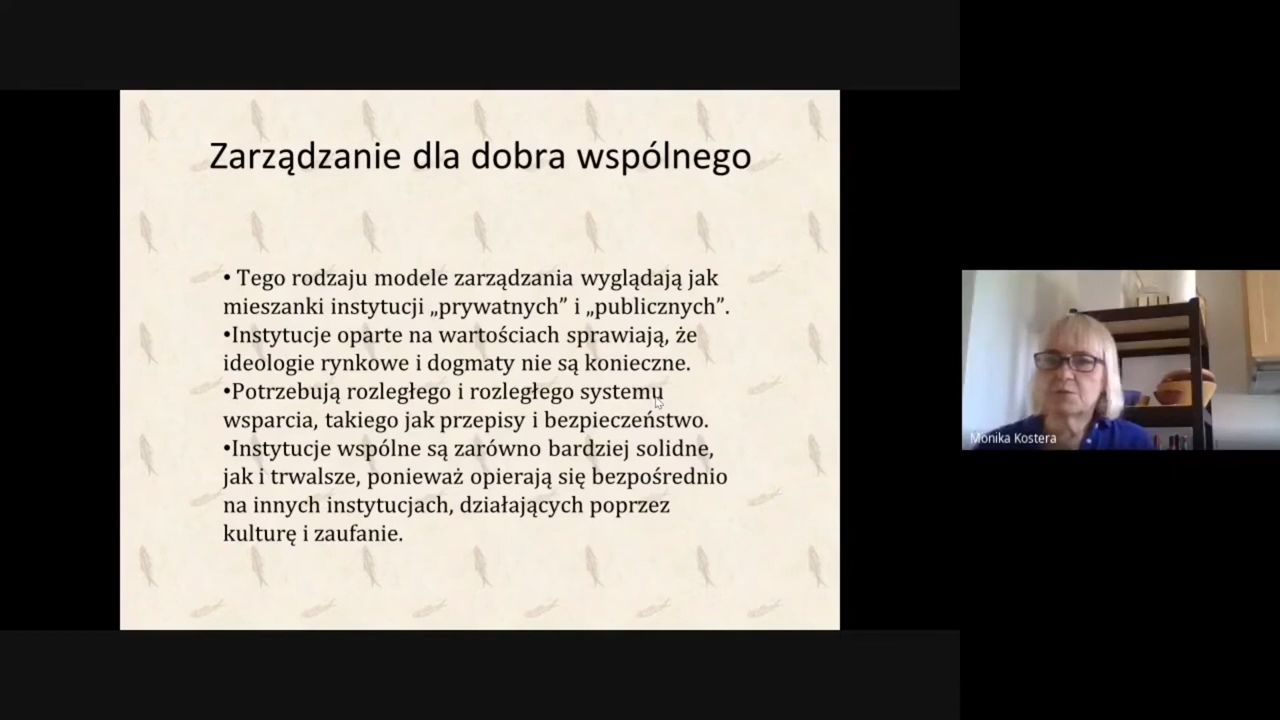 Zarządzanie dla dobra wspólnego
• Tego rodzaju modele zarządzania wyglądają jak
mieszanki instytucji „prywatnych” i „publicznych”.
•Instytucje oparte na wartościach sprawiają, że
ideologie rynkowe i dogmaty nie są konieczne.
•Potrzebują rozległego i rozległego systemu
wsparcia, takiego jak przepisy i bezpieczeństwo.
•Instytucje wspólne są zarówno bardziej solidne,
jak i trwalsze, ponieważ opierają się bezpośrednio
na innych instytucjach, działających poprzez
kulturę i zaufanie.
Monika Kostera